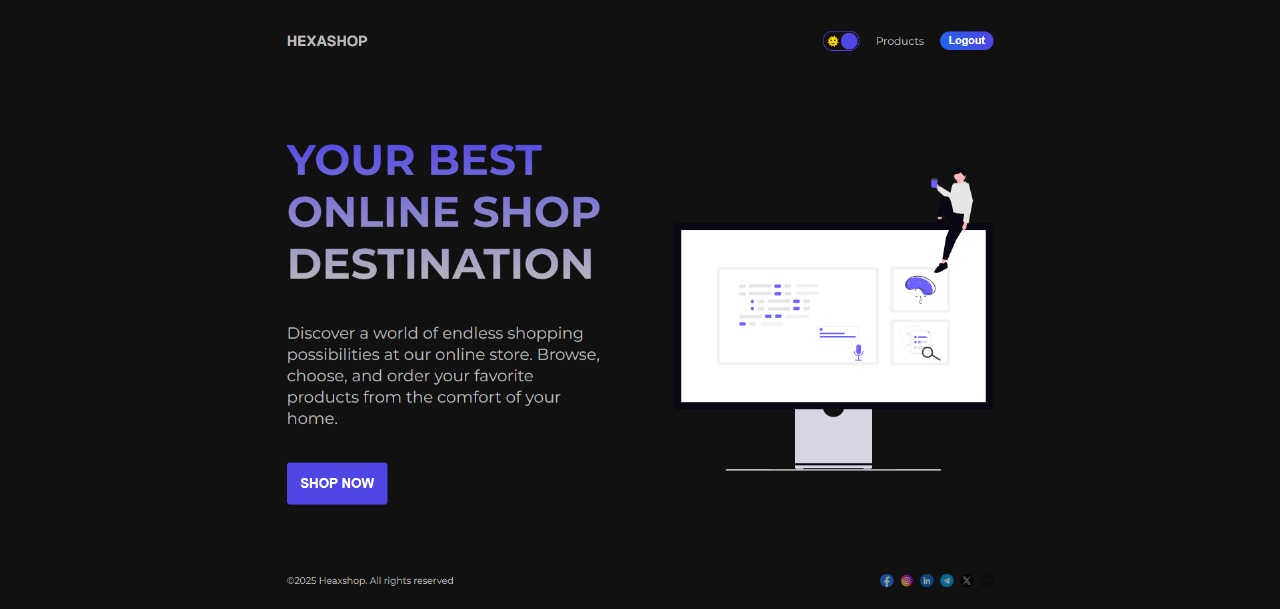 HEXASHOP
Products
Logout
YOUR BEST
ONLINE SHOP
DESTINATION
Discover a world of endless shopping
possibilities at our online store. Browse,
choose, and order your favorite
products from the comfort of your
home.
SHOP NOW
©2025 Heaxshop. All rights reserved